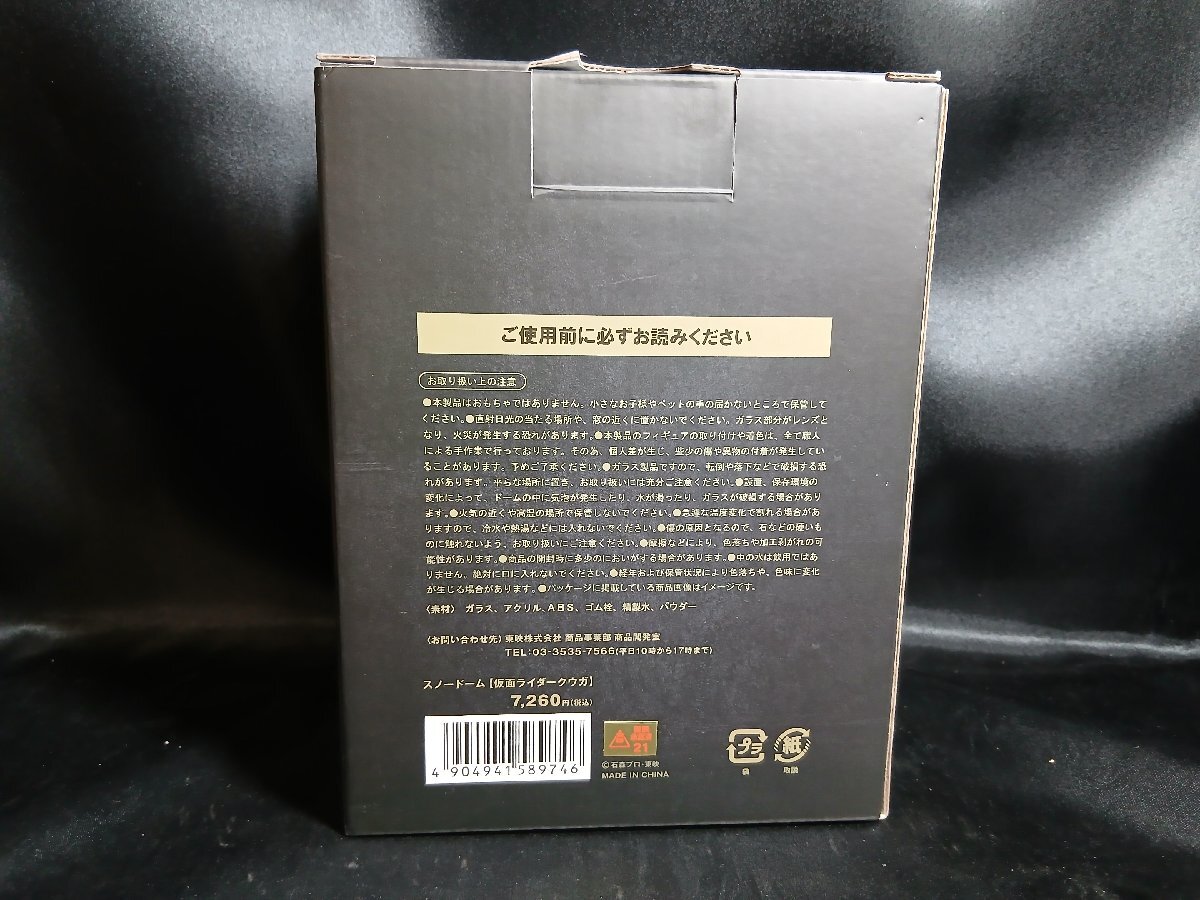 ご使用前に必ずお読みください
お取り扱い上の注意
●本製品はおもちゃではありません。小さなお子様やペットの手の届かないところで保管して
ください。●直射日光の当たる場所や、窓の近くに置かないでください。ガラス部分がレンズと
なり、火災が発生する恐れがあります。●本製品のフィギュアの取り付けや着色は、全て職人
による手作業で行っております。その為、個人差が生じ、些少の傷や異物の付着が発生してい
ることがあります。予めご了承ください。●ガラス製品ですので、転倒や落下などで破損する恐
れがあります。平らな場所に置き、お取り扱いには充分ご注意ください。●設置、保存環境の
変化によって、ドームの中に気泡が発生したり、水が濁ったり、ガラスが破損する場合があり
ます。●火気の近くや高温の場所で保管しないでください。●急激な温度変化で割れる場合があ
りますので、冷水や熱湯などには入れないでください。●傷の原因となるので、石などの硬いも
のに触れないよう、お取り扱いにご注意ください。●摩擦などにより、色落ちや加工剥がれの可
能性があります。●商品の開封時に多少のにおいがする場合があります。●中の水は飲用ではあ
りません、絶対に口に入れないでください。●経年および保管状況により色落ちや、色味に変化
が生じる場合があります。●パッケージに掲載している商品画像はイメージです。
〈素材〉 ガラス、アクリル、ABS、ゴム栓、精製水、パウダー
〈お問い合わせ先〉東映株式会社 商品事業部 商品開発室
TEL:03-3535-7566(平日10時から17時まで)
スノードーム【仮面ライダークウガ】
7,260円(税込)
4 904941 589746
21
©石森プロ・東映
MADE IN CHINA
プラ
袋
紙
取説